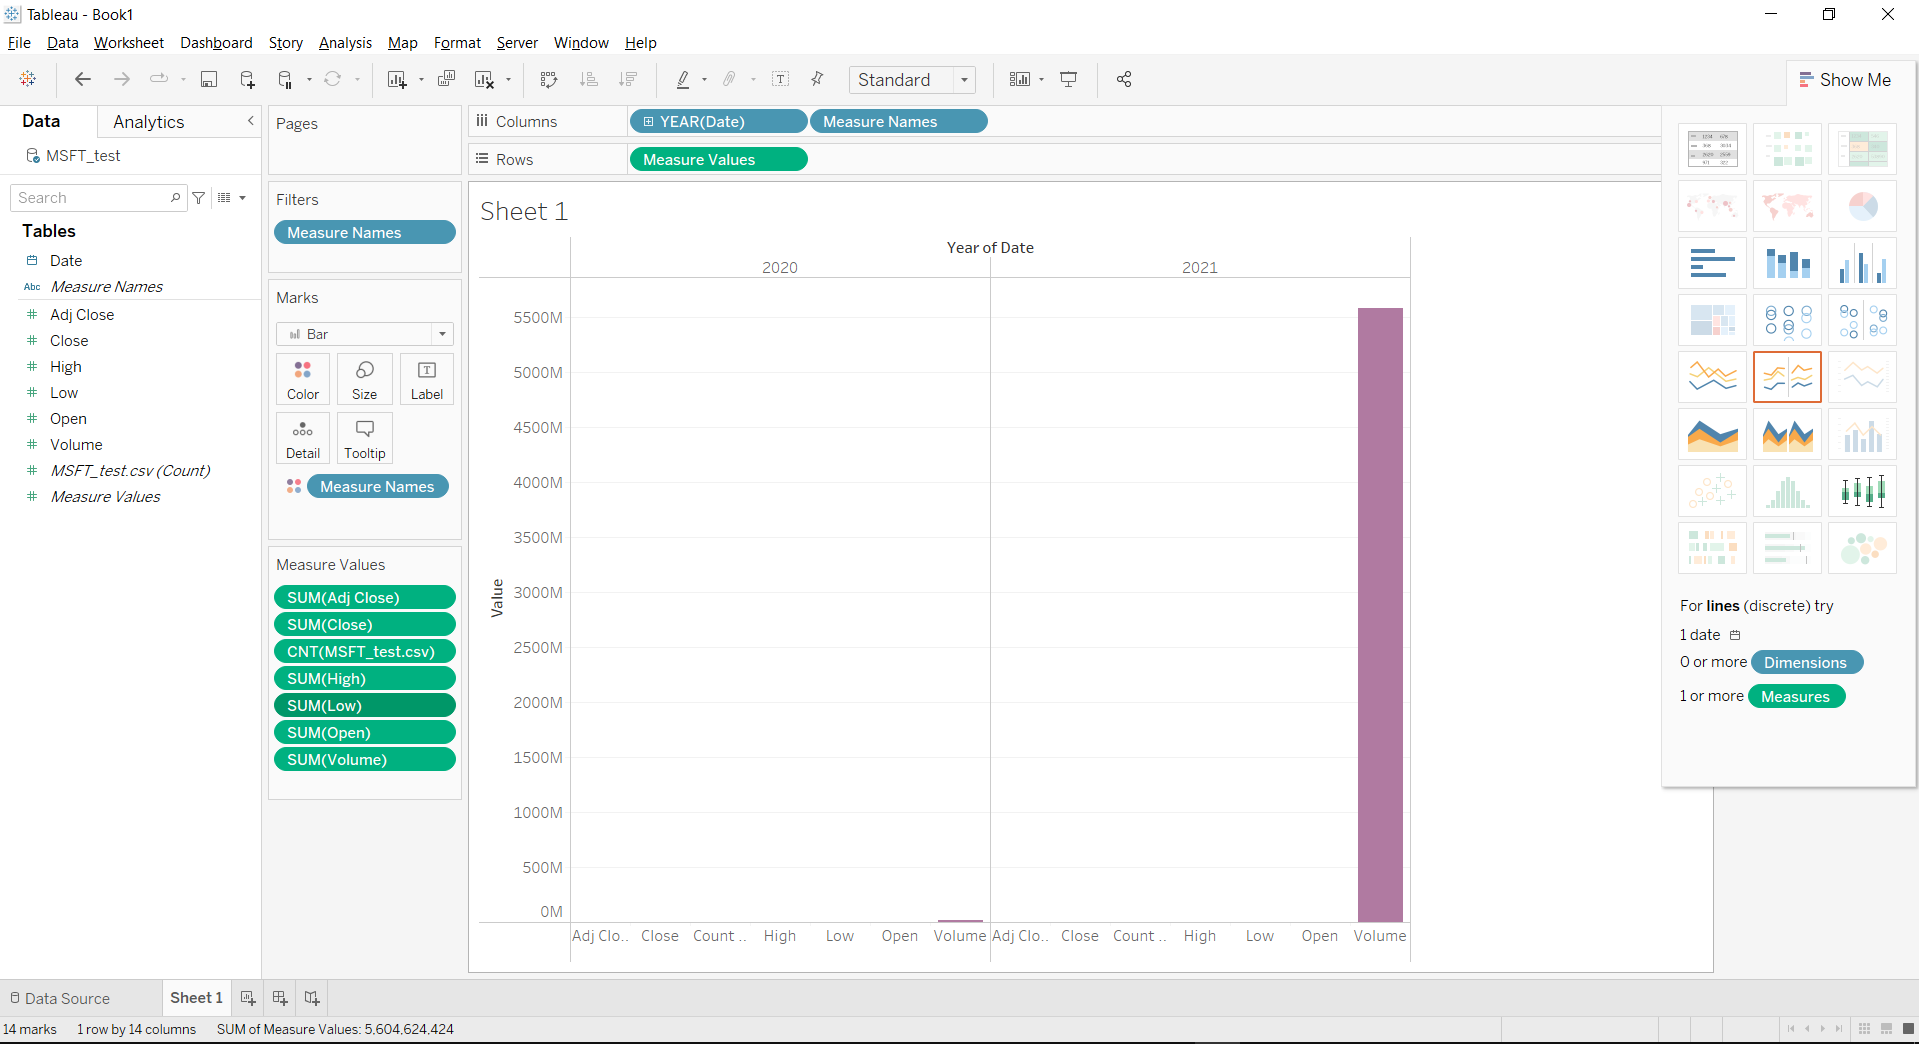 Tableau - Book1
File Data Worksheet Dashboard Story Analysis Map Format Server Window Help
Standard
Show Me
Data
Analytics
MSFT_test
Search
Tables
Date
Abc Measure Names
Adj Close
Close
High
Low
Open
Volume
MSFT_test.csv (Count)
Measure Values
Pages
Filters
Measure Names
Marks
Bar
Color Size Label
Detail Tooltip
Measure Names
Measure Values
SUM(Adj Close)
SUM(Close)
CNT(MSFT_test.csv)
SUM(High)
SUM(Low)
SUM(Open)
SUM(Volume)
Columns YEAR(Date) Measure Names
Rows Measure Values
Sheet 1
Year of Date
2020 2021
5500M
5000M
4500M
4000M
3500M
3000M
2500M
2000M
1500M
1000M
500M
0M
Value
Adj Clo.. Close Count .. High Low Open Volume Adj Clo.. Close Count .. High Low Open Volume
For lines (discrete) try
1 date
0 or more Dimensions
1 or more Measures
Data Source Sheet 1
14 marks 1 row by 14 columns SUM of Measure Values: 5,604,624,424